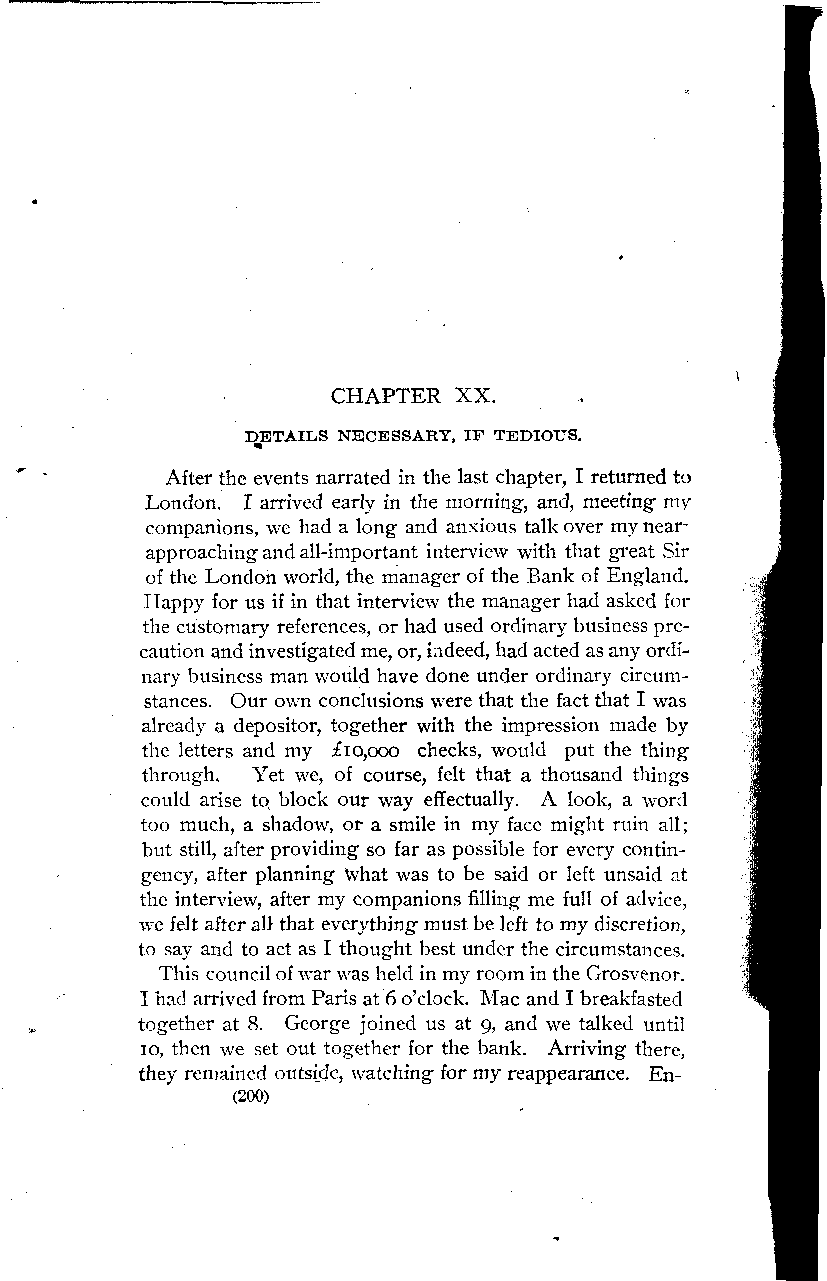 CHAPTER XX.
DETAILS NECESSARY, IF TEDIOUS.
After the events narrated in the last chapter, I returned to
London. I arrived early in the morning, and, meeting my
companions, we had a long and anxious talk over my near-
approaching and all-important interview with that great Sir
of the London world, the manager of the Bank of England.
Happy for us if in that interview the manager had asked for
the customary references, or had used ordinary business pre-
caution and investigated me, or, indeed, had acted as any ordi-
nary business man would have done under ordinary circum-
stances. Our own conclusions were that the fact that I was
already a depositor, together with the impression made by
the letters and my £10,000 checks, would put the thing
through. Yet we, of course, felt that a thousand things
could arise to block our way effectually. A look, a word
too much, a shadow, or a smile in my face might ruin all;
but still, after providing so far as possible for every contin-
gency, after planning what was to be said or left unsaid at
the interview, after my companions filling me full of advice,
we felt after all that everything must be left to my discretion,
to say and to act as I thought best under the circumstances.
This council of war was held in my room in the Grosvenor.
I had arrived from Paris at 6 o'clock. Mac and I breakfasted
together at 8. George joined us at 9, and we talked until
10, then we set out together for the bank. Arriving there,
they remained outside, watching for my reappearance. En-
(200)